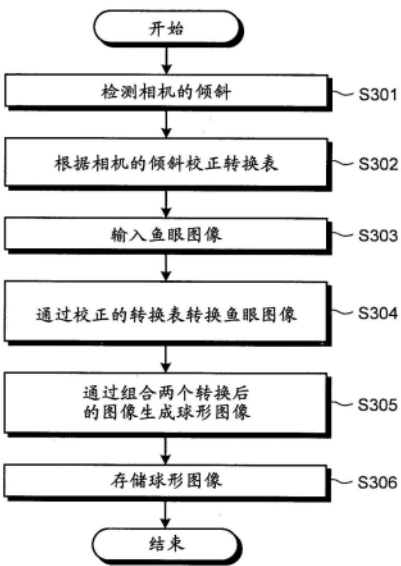 开始
检测相机的倾斜
S301
根据相机的倾斜校正转换表
S302
输入鱼眼图像
S303
通过校正的转换表转换鱼眼图像
S304
通过组合两个转换后
的图像生成球形图像
S305
存储球形图像
S306
结束